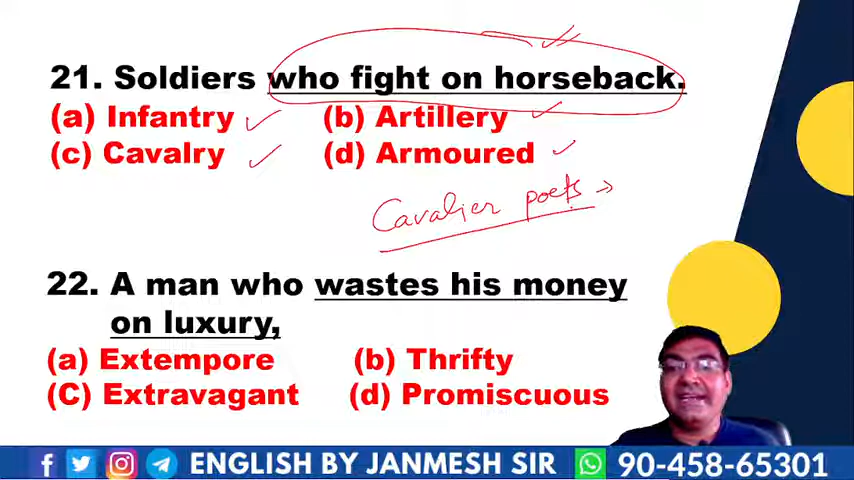 21. Soldiers who fight on horseback.
(a) Infantry (b) Artillery
(c) Cavalry (d) Armoured
Cavalier poets
22. A man who wastes his money
on luxury,
(a) Extempore (b) Thrifty
(C) Extravagant (d) Promiscuous
f ENGLISH BY JANMESH SIR 90-458-65301